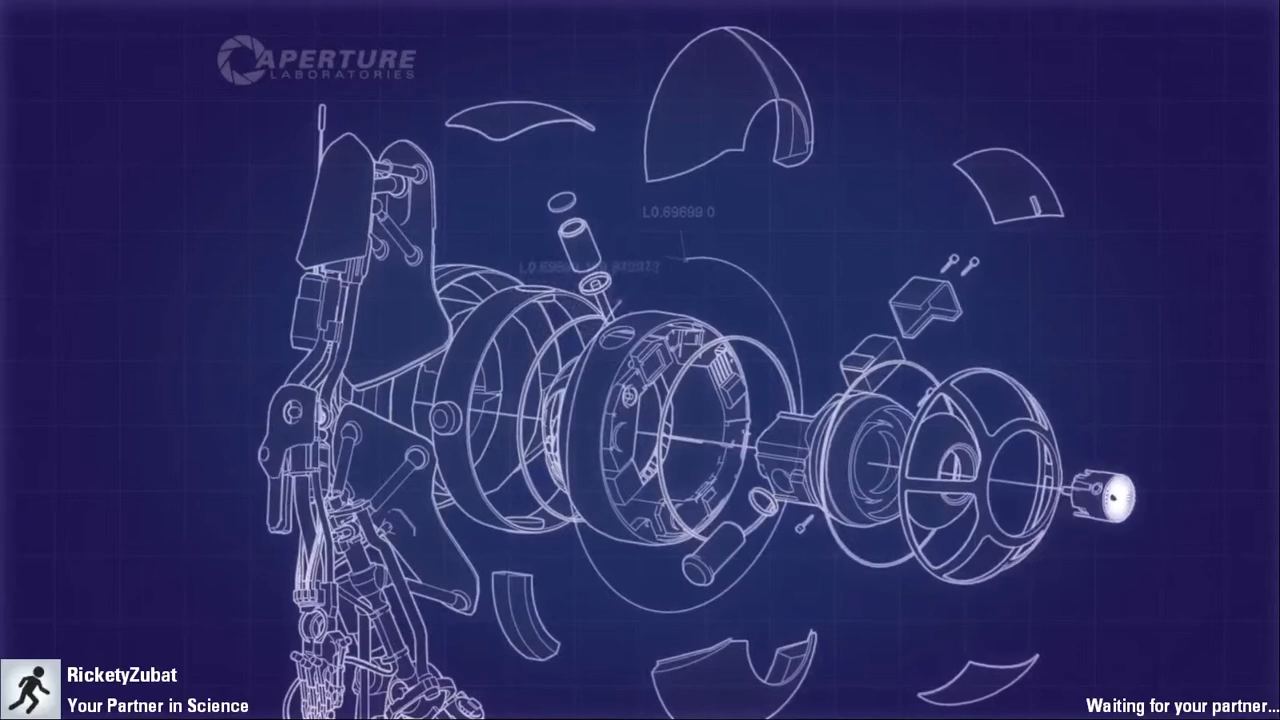 APERTURE
LABORATORIES
L0.69699 0
RicketyZubat
Your Partner in Science
Waiting for your partner...